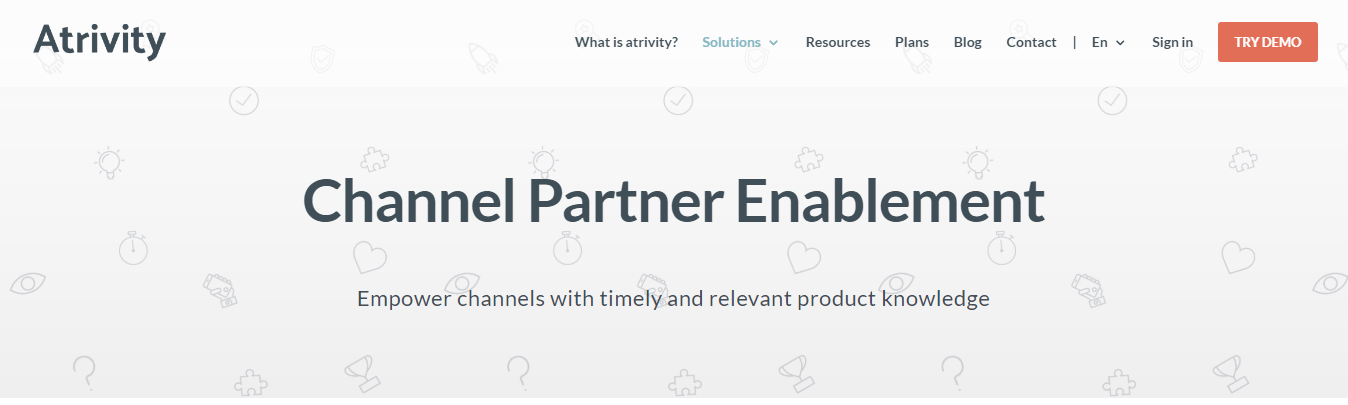 Atrivity
What is atrivity? Solutions Resources Plans Blog Contact | En Sign in TRY DEMO
Channel Partner Enablement
Empower channels with timely and relevant product knowledge